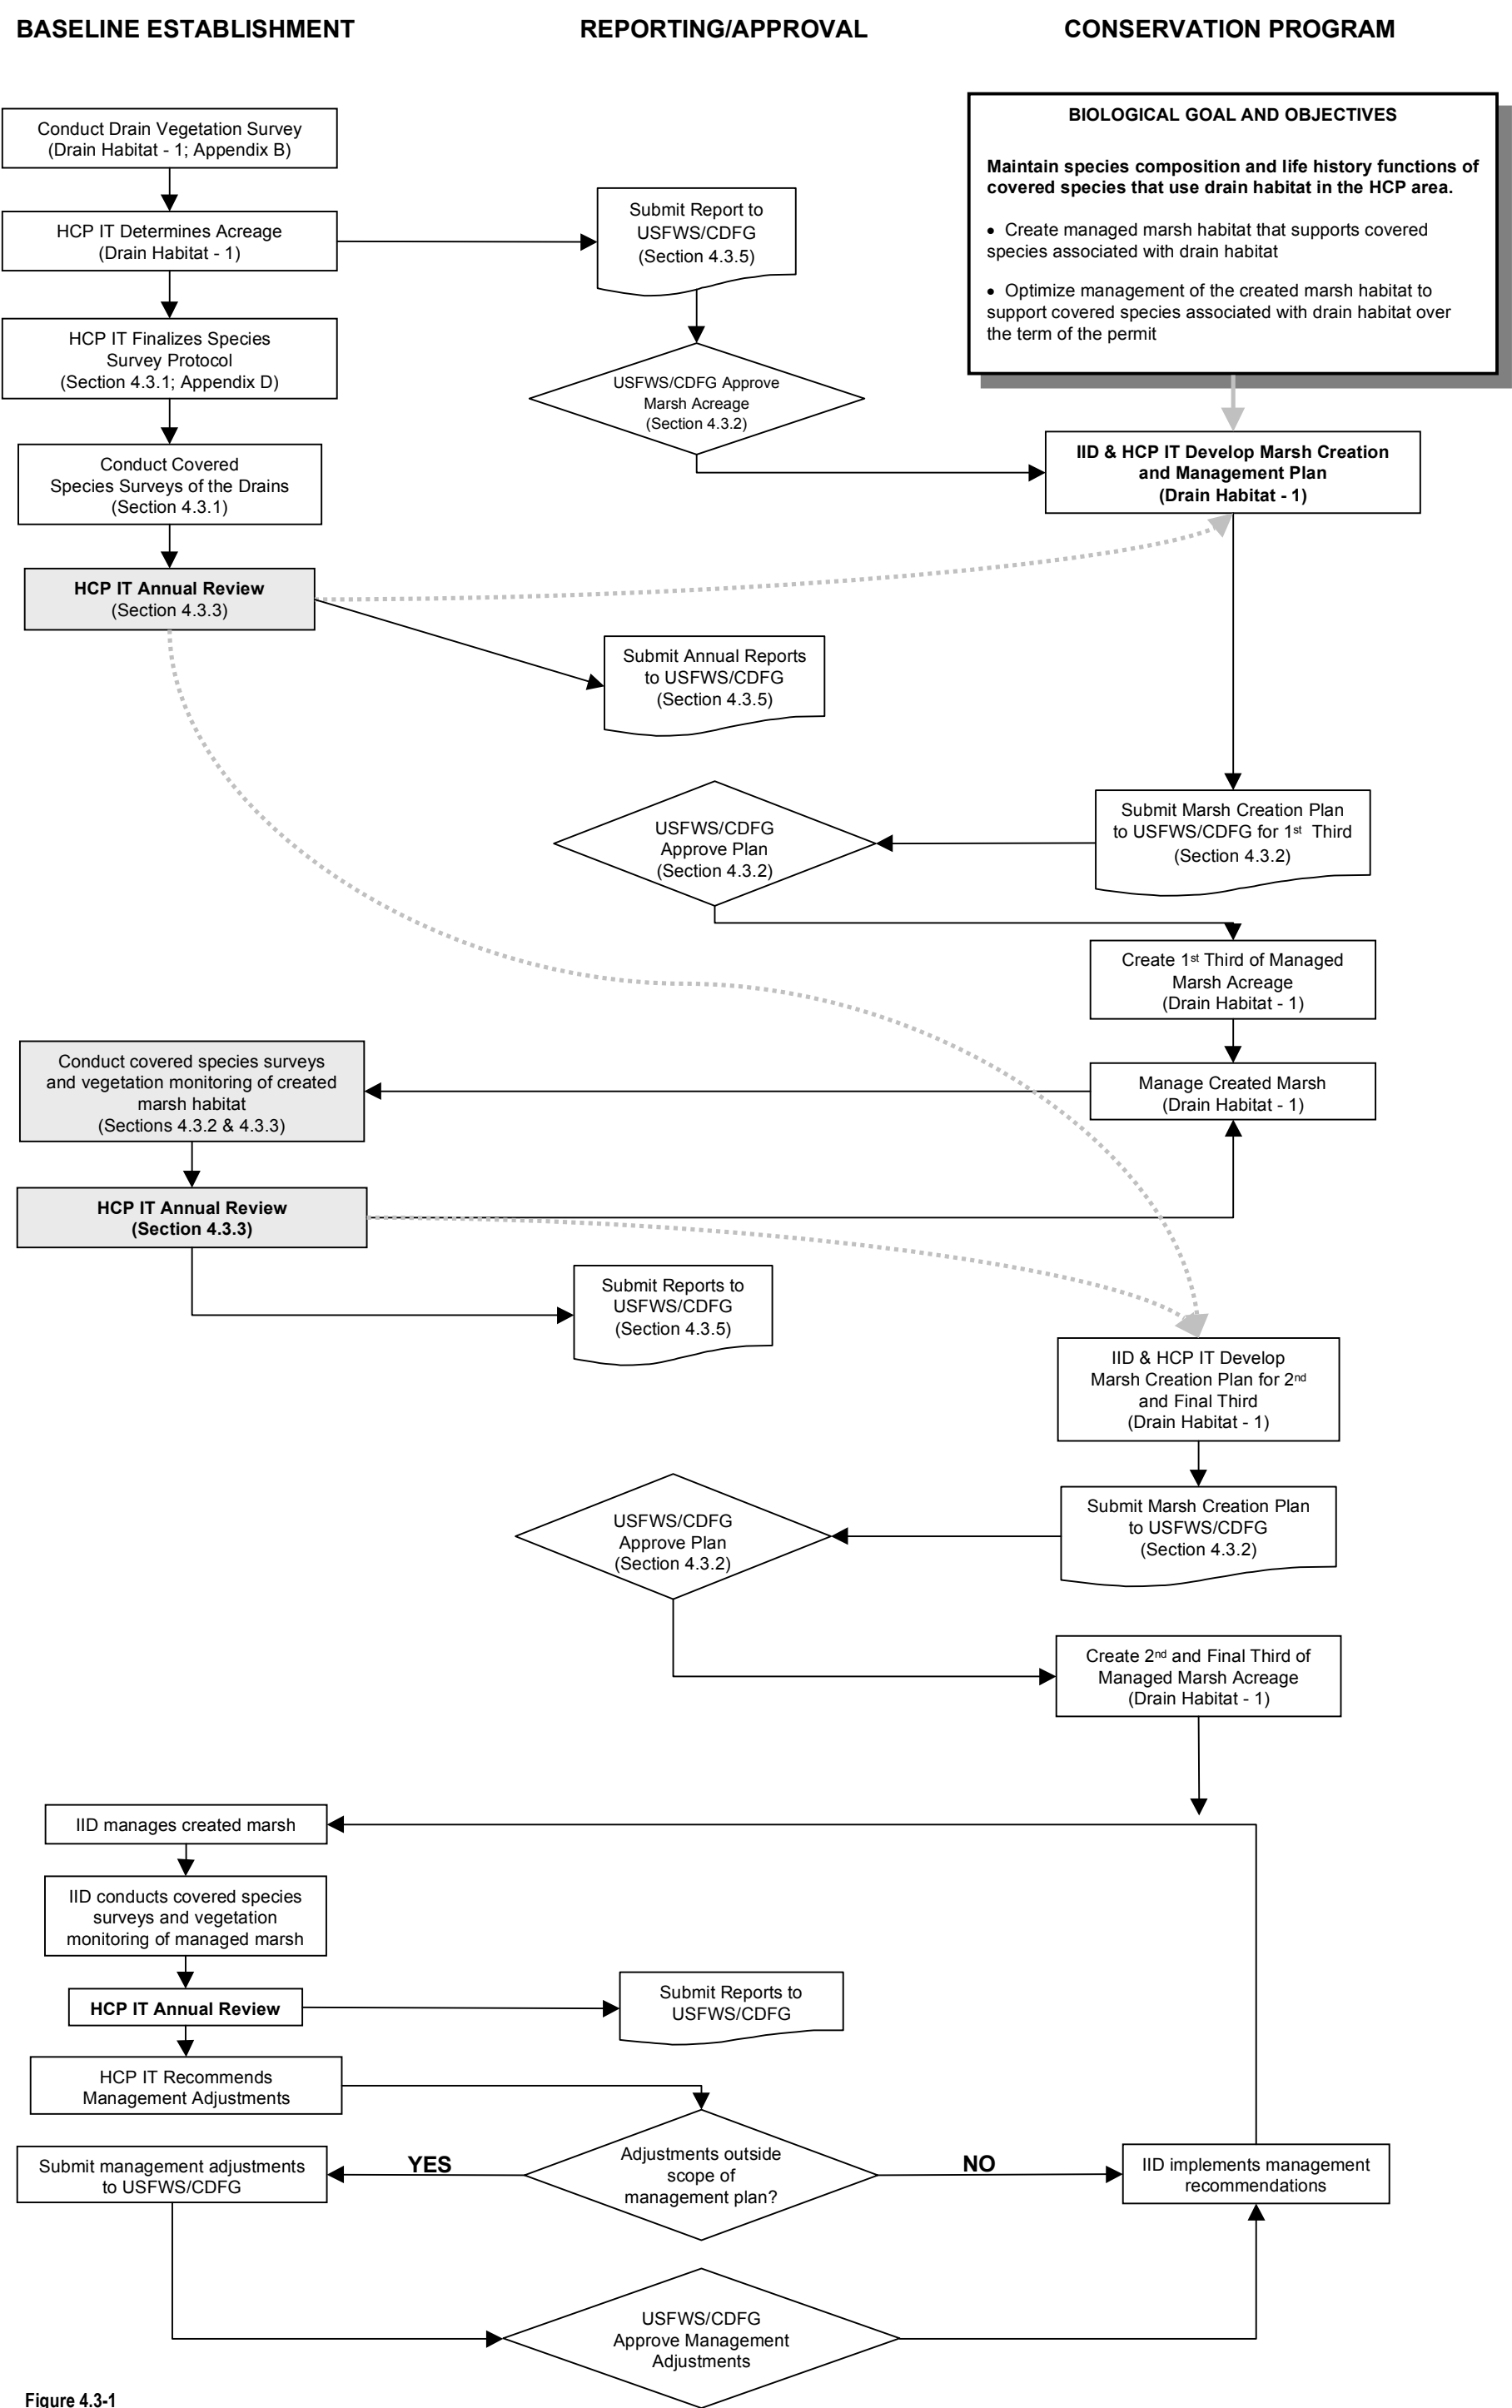 BASELINE ESTABLISHMENT
REPORTING/APPROVAL
CONSERVATION PROGRAM
Conduct Drain Vegetation Survey
(Drain Habitat - 1; Appendix B)
HCP IT Determines Acreage
(Drain Habitat - 1)
HCP IT Finalizes Species
Survey Protocol
(Section 4.3.1; Appendix D)
Conduct Covered
Species Surveys of the Drains
(Section 4.3.1)
HCP IT Annual Review
(Section 4.3.3)
Submit Report to
USFWS/CDFG
(Section 4.3.5)
USFWS/CDFG Approve
Marsh Acreage
(Section 4.3.2)
BIOLOGICAL GOAL AND OBJECTIVES
Maintain species composition and life history functions of
covered species that use drain habitat in the HCP area.
• Create managed marsh habitat that supports covered
species associated with drain habitat
• Optimize management of the created marsh habitat to
support covered species associated with drain habitat over
the term of the permit
IID & HCP IT Develop Marsh Creation
and Management Plan
(Drain Habitat - 1)
Submit Annual Reports
to USFWS/CDFG
(Section 4.3.5)
Submit Marsh Creation Plan
to USFWS/CDFG for 1st Third
(Section 4.3.2)
USFWS/CDFG
Approve Plan
(Section 4.3.2)
Create 1st Third of Managed
Marsh Acreage
(Drain Habitat - 1)
Manage Created Marsh
(Drain Habitat - 1)
Conduct covered species surveys
and vegetation monitoring of created
marsh habitat
(Sections 4.3.2 & 4.3.3)
HCP IT Annual Review
(Section 4.3.3)
Submit Reports to
USFWS/CDFG
(Section 4.3.5)
IID & HCP IT Develop
Marsh Creation Plan for 2nd
and Final Third
(Drain Habitat - 1)
Submit Marsh Creation Plan
to USFWS/CDFG
(Section 4.3.2)
USFWS/CDFG
Approve Plan
(Section 4.3.2)
Create 2nd and Final Third of
Managed Marsh Acreage
(Drain Habitat - 1)
IID manages created marsh
IID conducts covered species
surveys and vegetation
monitoring of managed marsh
HCP IT Annual Review
Submit Reports to
USFWS/CDFG
HCP IT Recommends
Management Adjustments
Adjustments outside
scope of
management plan?
YES
NO
Submit management adjustments
to USFWS/CDFG
IID implements management
recommendations
USFWS/CDFG
Approve Management
Adjustments
Figure 4.3-1